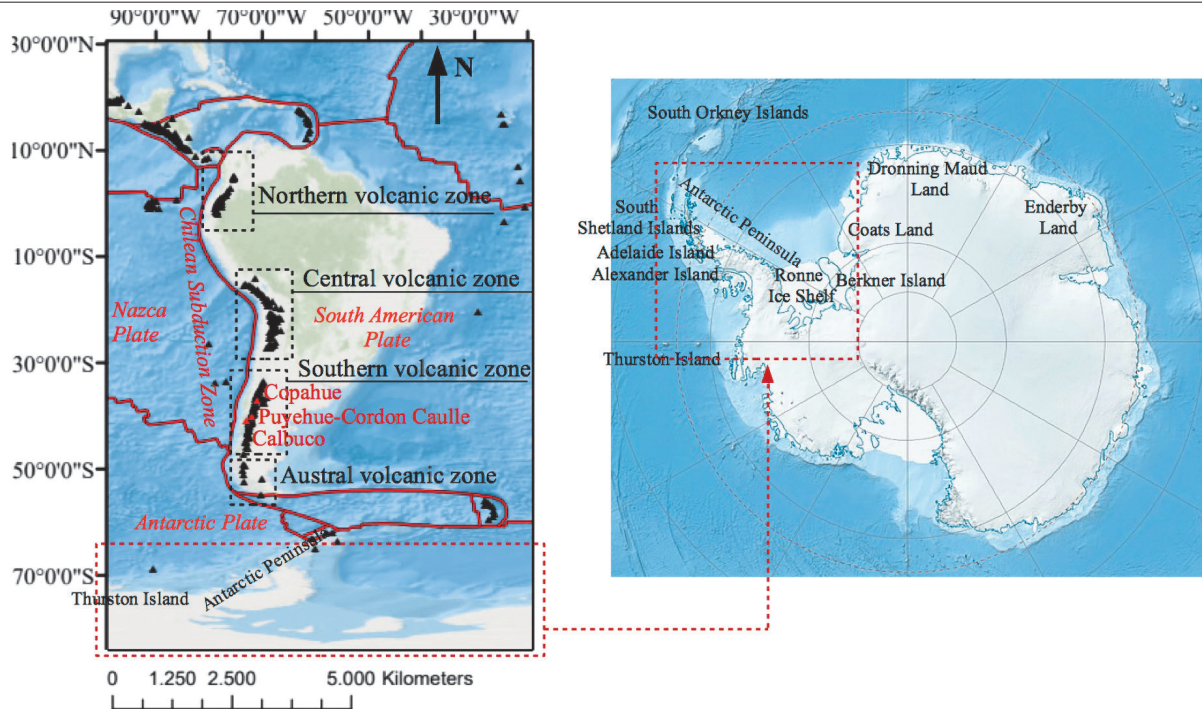 90°0'0"W 70°0'0"W 50°0'0"W 30°0'0"W
30°0'0"N
N
10°0'0"N
Northern volcanic zone
Chilean Subduction Zone
10°0'0"S
Central volcanic zone
Nazca
Plate
South American
Plate
30°0'0"S
Southern volcanic zone
Copahue
Puyehue-Cordon Caulle
Calbuco
50°0'0"S
Austral volcanic zone
Antarctic Plate
Antarctic Peninsula
70°0'0"S
Thurston Island
0 1.250 2.500 5.000 Kilometers
South Orkney Islands
Dronning Maud
Land
Antarctic Peninsula
Enderby
Land
South
Shetland Islands
Coats Land
Adelaide Island
Alexander Island
Ronne
Ice Shelf
Berkner Island
Thurston Island